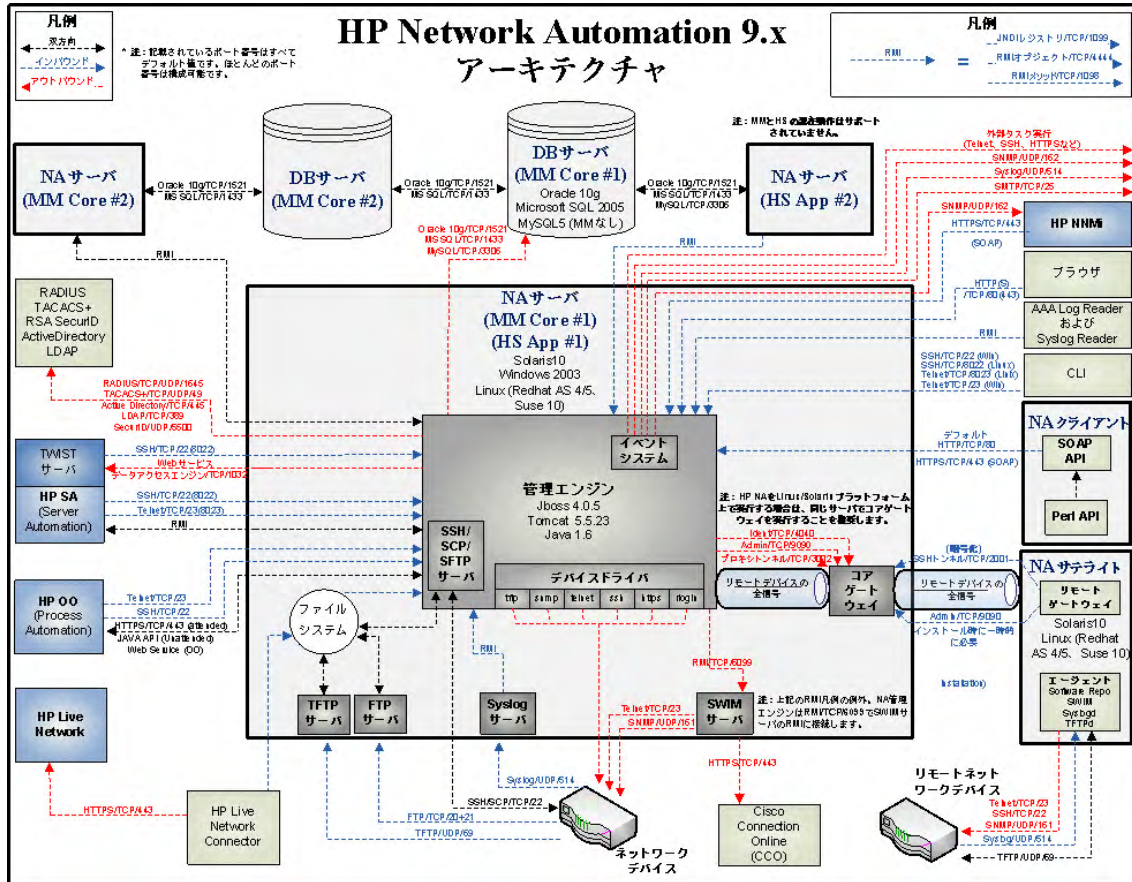 HP Network Automation 9.x
アーキテクチャ
凡例
双方向
インバウンド
アウトバウンド
* 注：記載されているポート番号はすべて
デフォルト値です。ほとんどのポート
番号は構成可能です。
凡例
RMI
=
JNDIレジストリ/TCP/1099
RMIオブジェクト/TCP/4444
RMIメソッド/TCP/1098
注：MMとHSの混在動作はサポート
されていません。
NAサーバ
(MM Core #2)
Oracle 10g/TCP/1521
MS SQL/TCP/1433
DBサーバ
(MM Core #2)
Oracle 10g/TCP/1521
MS SQL/TCP/1433
DBサーバ
(MM Core #1)
Oracle 10g
Microsoft SQL 2005
MySQL5 (MMなし)
Oracle 10g/TCP/1521
MS SQL/TCP/1433
MySQL/TCP/3306
NAサーバ
(HS App #2)
外部タスク実行
(Telnet、SSH、HTTPSなど)
SNMP/UDP/162
Syslog/UDP/514
SMTP/TCP/25
SNMP/UDP/162
HTTPS/TCP/443
(SOAP)
HP NNMi
ブラウザ
HTTP(S)
/TCP/80(443)
AAA Log Reader
および
Syslog Reader
RMI
SSH/TCP/22 (Win)
SSH/TCP/8022 (Linux)
Telnet/TCP/8023 (Linux)
Telnet/TCP/23 (Win)
CLI
RMI
Oracle 10g/TCP/1521
MS SQL/TCP/1433
MySQL/TCP/3306
RMI
RADIUS
TACACS+
RSA SecurID
ActiveDirectory
LDAP
RADIUS/TCP/UDP/1645
TACACS+/TCP/UDP/49
Active Directory/TCP/445
LDAP/TCP/389
SecurID/UDP/5500
NAサーバ
(MM Core #1)
(HS App #1)
Solaris10
Windows 2003
Linux (Redhat AS 4/5、
Suse 10)
イベント
システム
管理エンジン
Jboss 4.0.5
Tomcat 5.5.23
Java 1.6
SSH/
SCP/
SFTP
サーバ
デバイスドライバ
tftp
snmp
telnet
ssh
https
rlogin
TWIST
サーバ
SSH/TCP/22(8022)
Webサービス
データアクセスエンジン/TCP/1032
HP SA
(Server
Automation)
SSH/TCP/22(8022)
Telnet/TCP/23(8023)
RMI
HP OO
(Process
Automation)
Telnet/TCP/23
SSH/TCP/22
HTTPS/TCP/443 (Attended)
JAVA API (Unattended)
Web Service (OO)
ファイル
システム
HP Live
Network
HTTPS/TCP/443
HP Live
Network
Connector
TFTP
サーバ
FTP
サーバ
Syslog
サーバ
RMI
SWIM
サーバ
RMI/TCP/6099
注：上記のRMI凡例の例外。NA管理
エンジンはRMI/TCP/6099でSWIMサー
バのRMIに接続します。
Telnet/TCP/23
SNMP/UDP/161
Syslog/UDP/514
SSH/SCP/TCP/22
FTP/TCP/20+21
TFTP/UDP/69
ネットワーク
デバイス
HTTPS/TCP/443
Cisco
Connection
Online
(CCO)
デフォルト
HTTP/TCP/80
HTTPS/TCP/443 (SOAP)
NAクライアント
SOAP
API
Perl API
注：HP NAをLinux/Solarisプラットフォーム
上で実行する場合は、同じサーバでコアゲート
ウェイを実行することを推奨します。
Ident/TCP/4040
Admin/TCP/9090
プロキシトンネル/TCP/3002
リモートデバイスの
全信号
コア
ゲート
ウェイ
(暗号化)
SSHトンネル/TCP/2001
リモートデバイスの
全信号
Admin/TCP/9090
インストール時に一時的
に必要
Installation)
NAサテライト
リモート
ゲートウェイ
Solaris10
Linux (Redhat
AS 4/5、Suse 10)
エージェント
Software Repo
SWIM
Syslogd
TFTPd
リモートネット
ワークデバイス
Telnet/TCP/23
SSH/TCP/22
SNMP/UDP/161
Syslog/UDP/514
TFTP/UDP/69